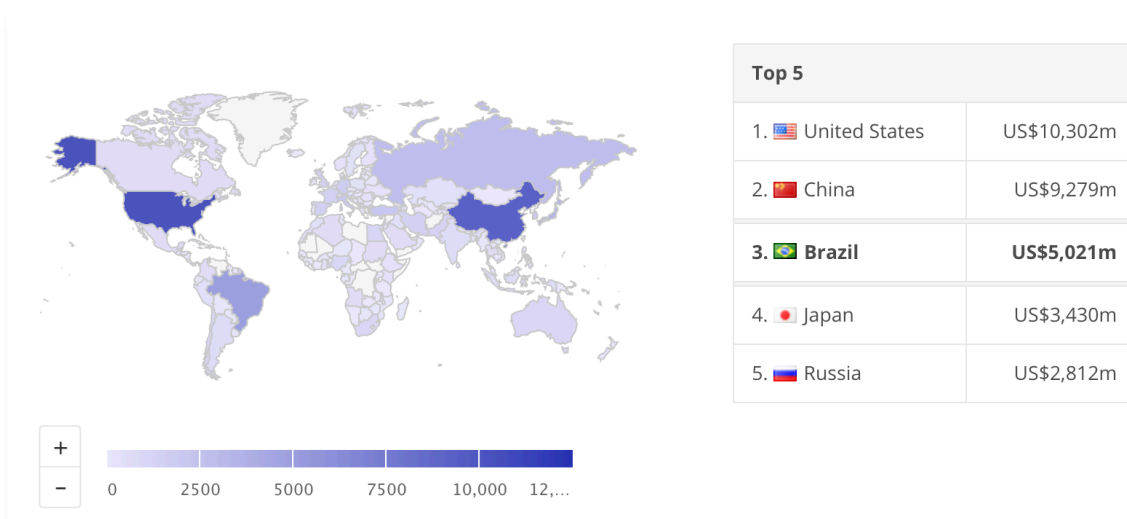 Top 5
1. United States US$10,302m
2. China US$9,279m
3. Brazil US$5,021m
4. Japan US$3,430m
5. Russia US$2,812m
+
0 2500 5000 7500 10,000 12,...
−